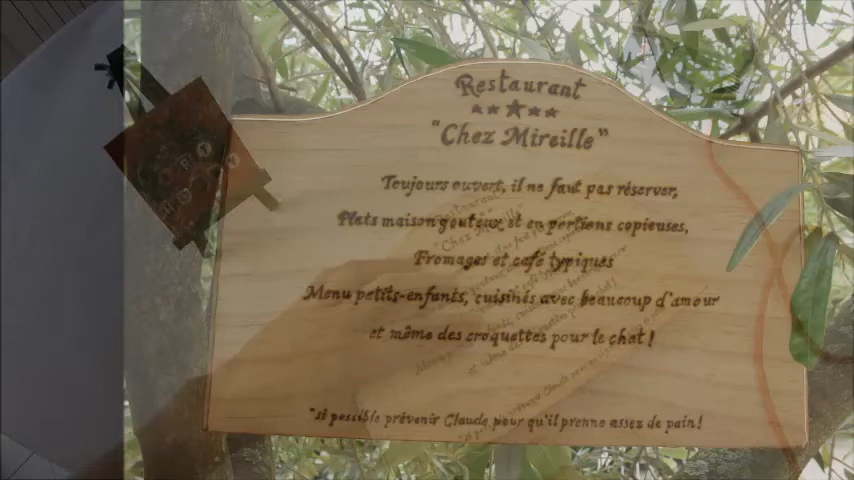 Restaurant
"Chez Mireille"
Toujours ouvert, il ne faut pas réserver,
Plats maison gouteux et en portions copieuses,
Fromages et café typiques
Menu petits-enfants, cuisinés avec beaucoup d'amour
et même des croquettes pour le chat !
*si possible prévenir Claude pour qu'il prenne assez de pain!